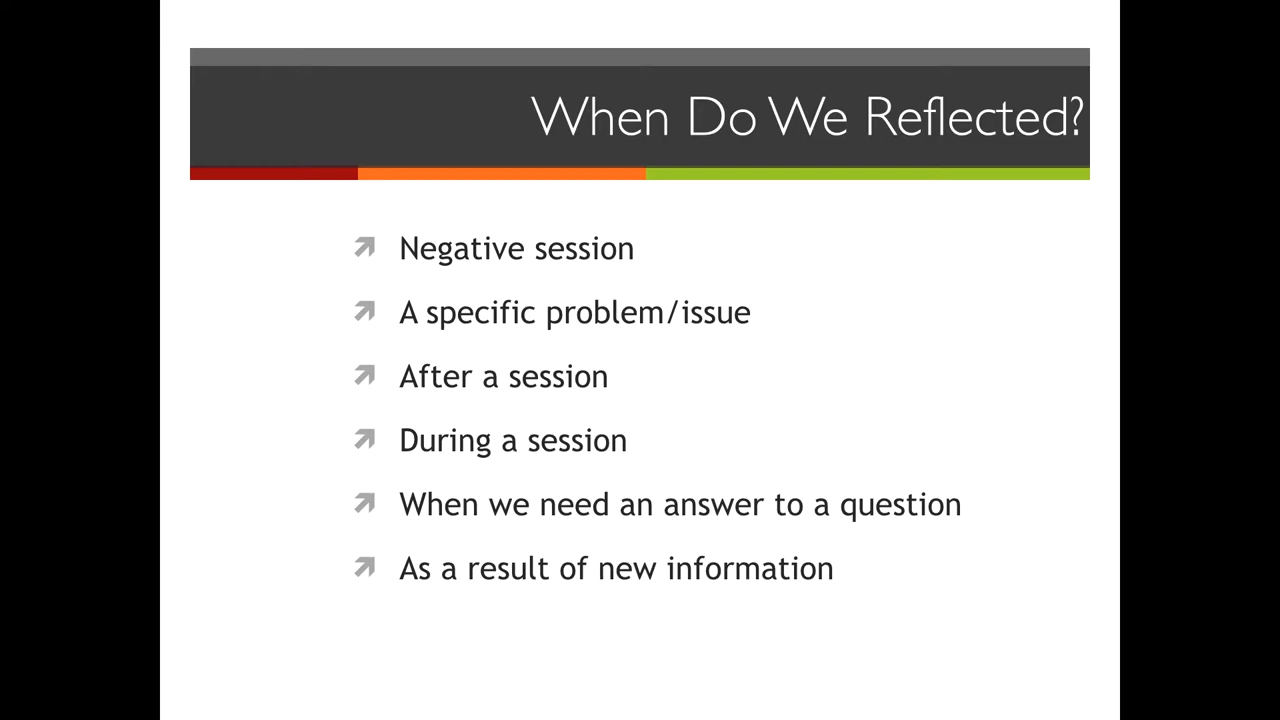 When Do We Reflected?
Negative session
A specific problem/issue
After a session
During a session
When we need an answer to a question
As a result of new information